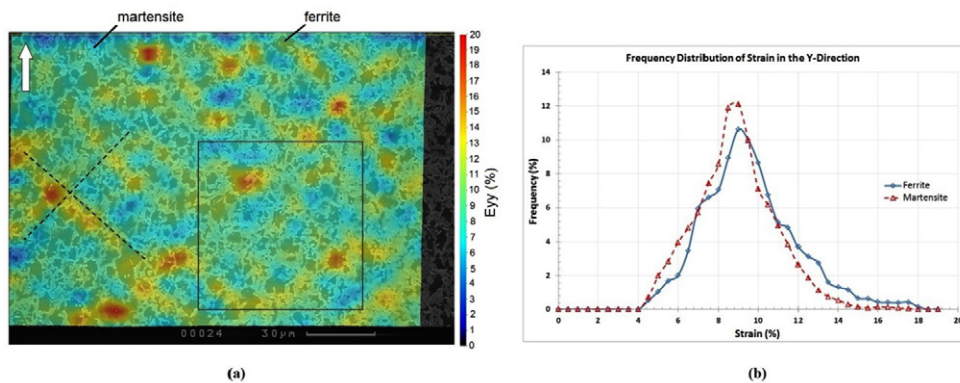 martensite
ferrite
20
19
18
17
16
15
14
13
12
11
10
9
8
7
6
5
4
3
2
1
0
Eyy (%)
00024 30µm
(a)
Frequency Distribution of Strain in the Y-Direction
14
12
10
8
6
4
2
0
Frequency (%)
0 2 4 6 8 10 12 14 16 18 20
Strain (%)
Ferrite
Martensite
(b)